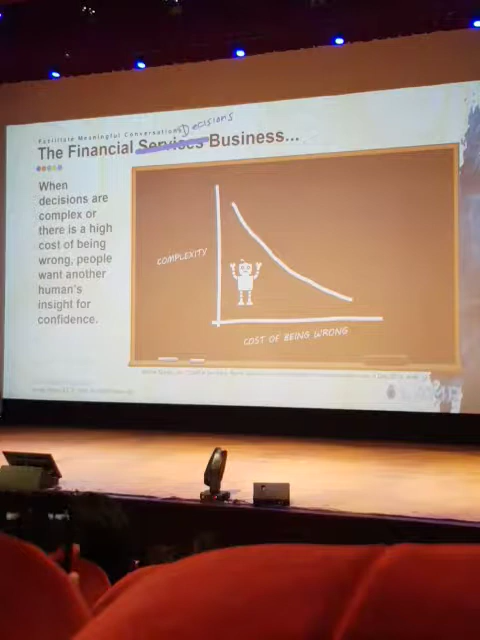 Facilitate Meaningful Conversations
Decisions
The Financial Services Business...
When
decisions are
complex or
there is a high
cost of being
wrong, people
want another
human's
insight for
confidence.
COMPLEXITY
COST OF BEING WRONG